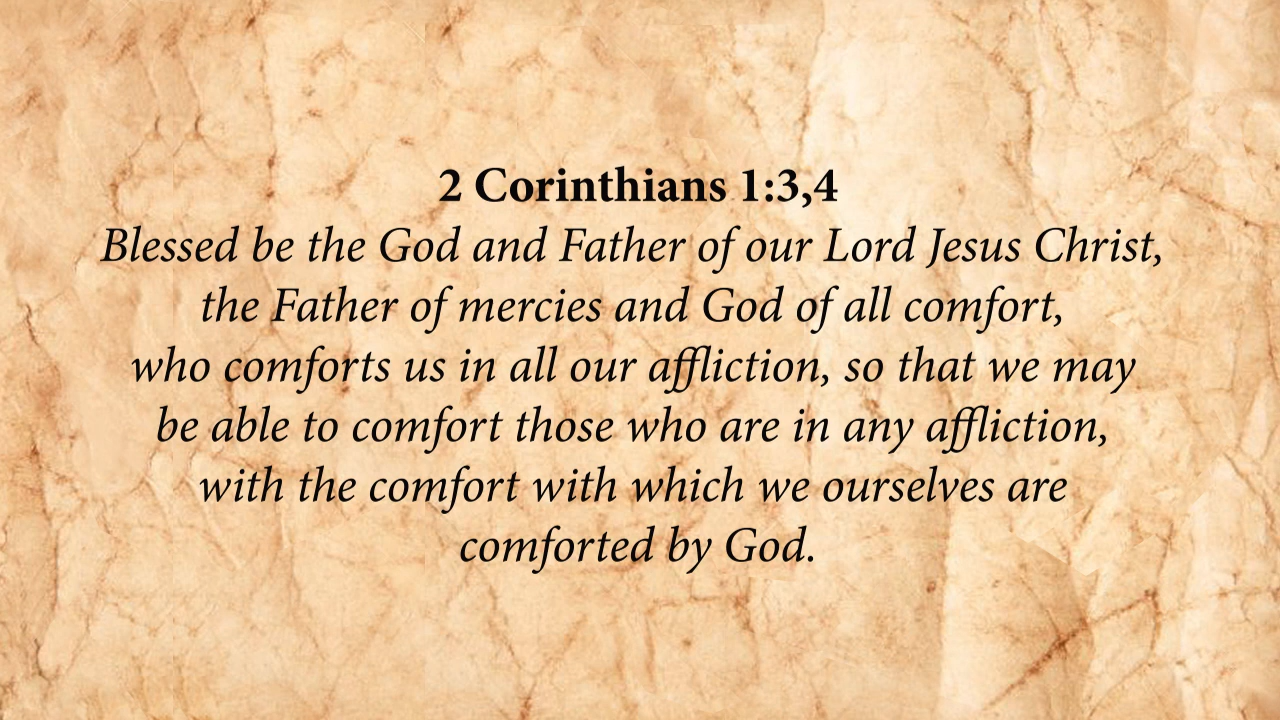 2 Corinthians 1:3,4
Blessed be the God and Father of our Lord Jesus Christ,
the Father of mercies and God of all comfort,
who comforts us in all our affliction, so that we may
be able to comfort those who are in any affliction,
with the comfort with which we ourselves are
comforted by God.